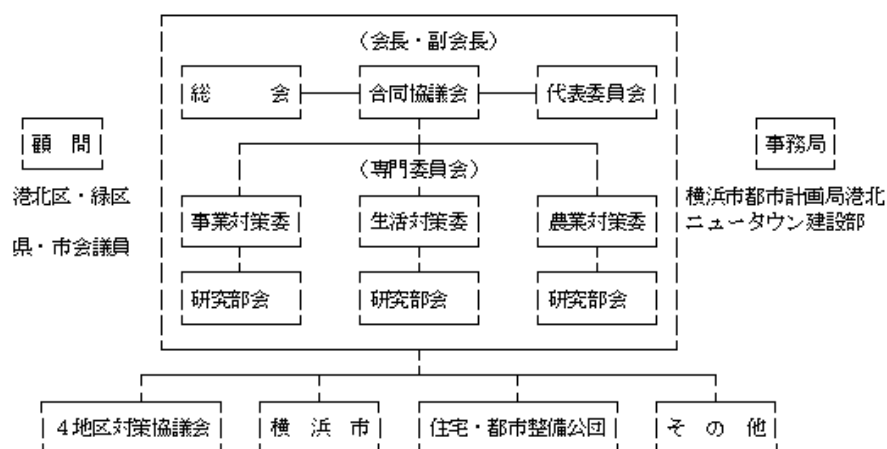 （会長・副会長）
総　　会
合同協議会
代表委員会
顧　問
事務局
（専門委員会）
港北区・緑区
横浜市都市計画局港北
事業対策委
生活対策委
農業対策委
ニュータウン建設部
県・市会議員
研究部会
研究部会
研究部会
４地区対策協議会
横　浜　市
住宅・都市整備公団
そ　の　他